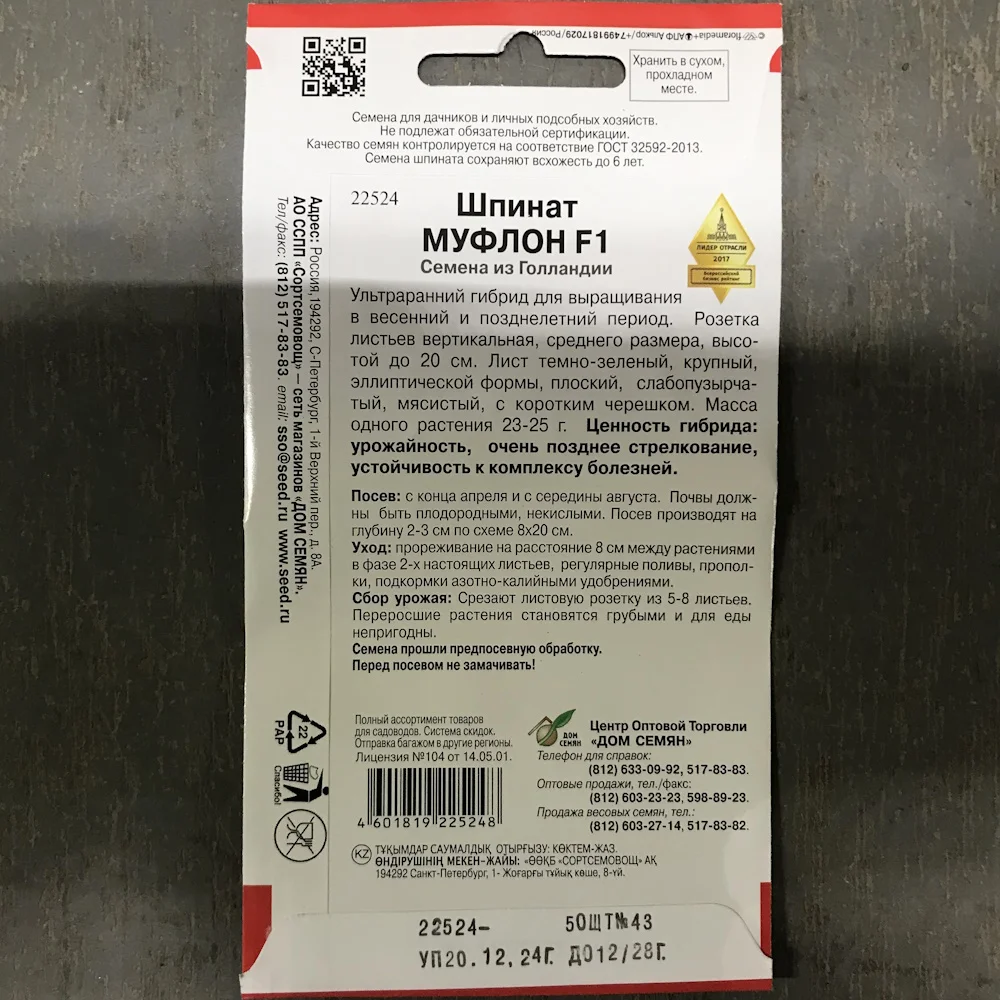 © floramedia+АПФ Алькор/+74991817029/Россия
Хранить в сухом,
прохладном
месте.
Семена для дачников и личных подсобных хозяйств.
Не подлежат обязательной сертификации.
Качество семян контролируется на соответствие ГОСТ 32592-2013.
Семена шпината сохраняют всхожесть до 6 лет.
22524
Шпинат
МУФЛОН F1
Семена из Голландии
ЛИДЕР ОТРАСЛИ
2017
Всероссийский
бизнес рейтинг
Ультраранний гибрид для выращивания
в весенний и позднелетний период. Розетка
листьев вертикальная, среднего размера, высо-
той до 20 см. Лист темно-зеленый, крупный,
эллиптической формы, плоский, слабопузырча-
тый, мясистый, с коротким черешком. Масса
одного растения 23-25 г. Ценность гибрида:
урожайность, очень позднее стрелкование,
устойчивость к комплексу болезней.
Посев: с конца апреля и с середины августа. Почвы долж-
ны быть плодородными, некислыми. Посев производят на
глубину 2-3 см по схеме 8х20 см.
Уход: прореживание на расстояние 8 см между растениями
в фазе 2-х настоящих листьев, регулярные поливы, пропол-
ки, подкормки азотно-калийными удобрениями.
Сбор урожая: Срезают листовую розетку из 5-8 листьев.
Переросшие растения становятся грубыми и для еды
непригодны.
Семена прошли предпосевную обработку.
Перед посевом не замачивать!
Адрес: Россия,194292, С-Петербург, 1-й Верхний пер., д. 8А.
АО ССПП «Сортсемовощ» – сеть магазинов «ДОМ СЕМЯН».
Тел/факс: (812) 517-83-83. email: sso@seed.ru www.seed.ru
22
PAP
Спасибо!
Полный ассортимент товаров
для садоводов. Система скидок.
Отправка багажом в другие регионы.
Лицензия №104 от 14.05.01.
4 601819 225248
ДОМ
СЕМЯН
Центр Оптовой Торговли
«ДОМ СЕМЯН»
Телефон для справок:
(812) 633-09-92, 517-83-83.
Оптовые продажи, тел./факс:
(812) 603-23-23, 598-89-23.
Продажа весовых семян, тел.:
(812) 603-27-14, 517-83-82.
KZ ТҰҚЫМДАР САУМАЛДЫҚ ОТЫРҒЫЗУ: КӨКТЕМ-ЖАЗ.
ӨНДІРУШІНІҢ МЕКЕН-ЖАЙЫ: «ӨӨҚБ «СОРТСЕМОВОЩ» АҚ
194292 Санкт-Петербург, 1- Жоғарғы тұйық көше, 8-үй.
22524- 50ШТ№43
УП20.12,24Г. ДО12/28Г.